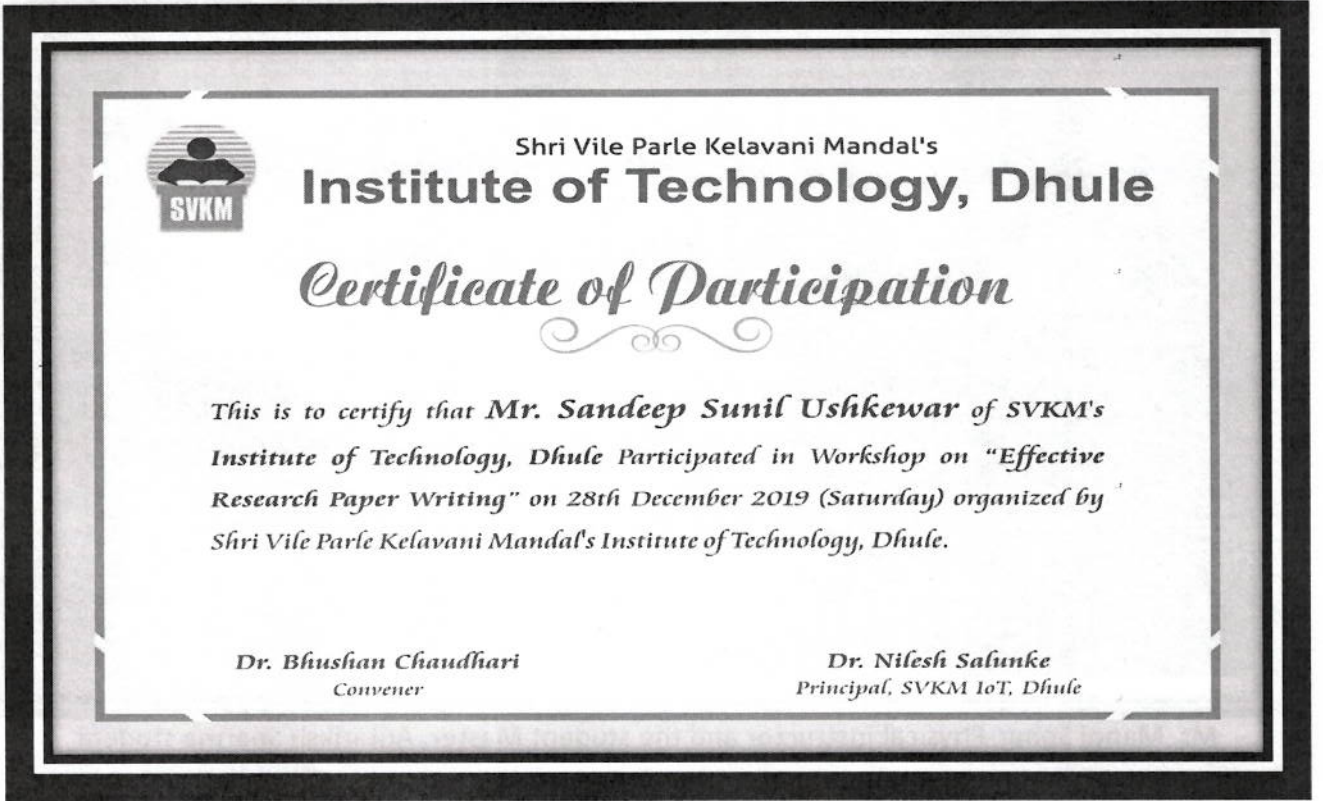 Shri Vile Parle Kelavani Mandal's
SVKM
Institute of Technology, Dhule
Certificate of Participation
This is to certify that Mr. Sandeep Sunil Ushkewar of SVKM's
Institute of Technology, Dhule Participated in Workshop on “Effective
Research Paper Writing” on 28th December 2019 (Saturday) organized by
Shri Vile Parle Kelavani Mandal's Institute of Technology, Dhule.
Dr. Bhushan Chaudhari
Convener
Dr. Nilesh Salunke
Principal, SVKM IoT, Dhule